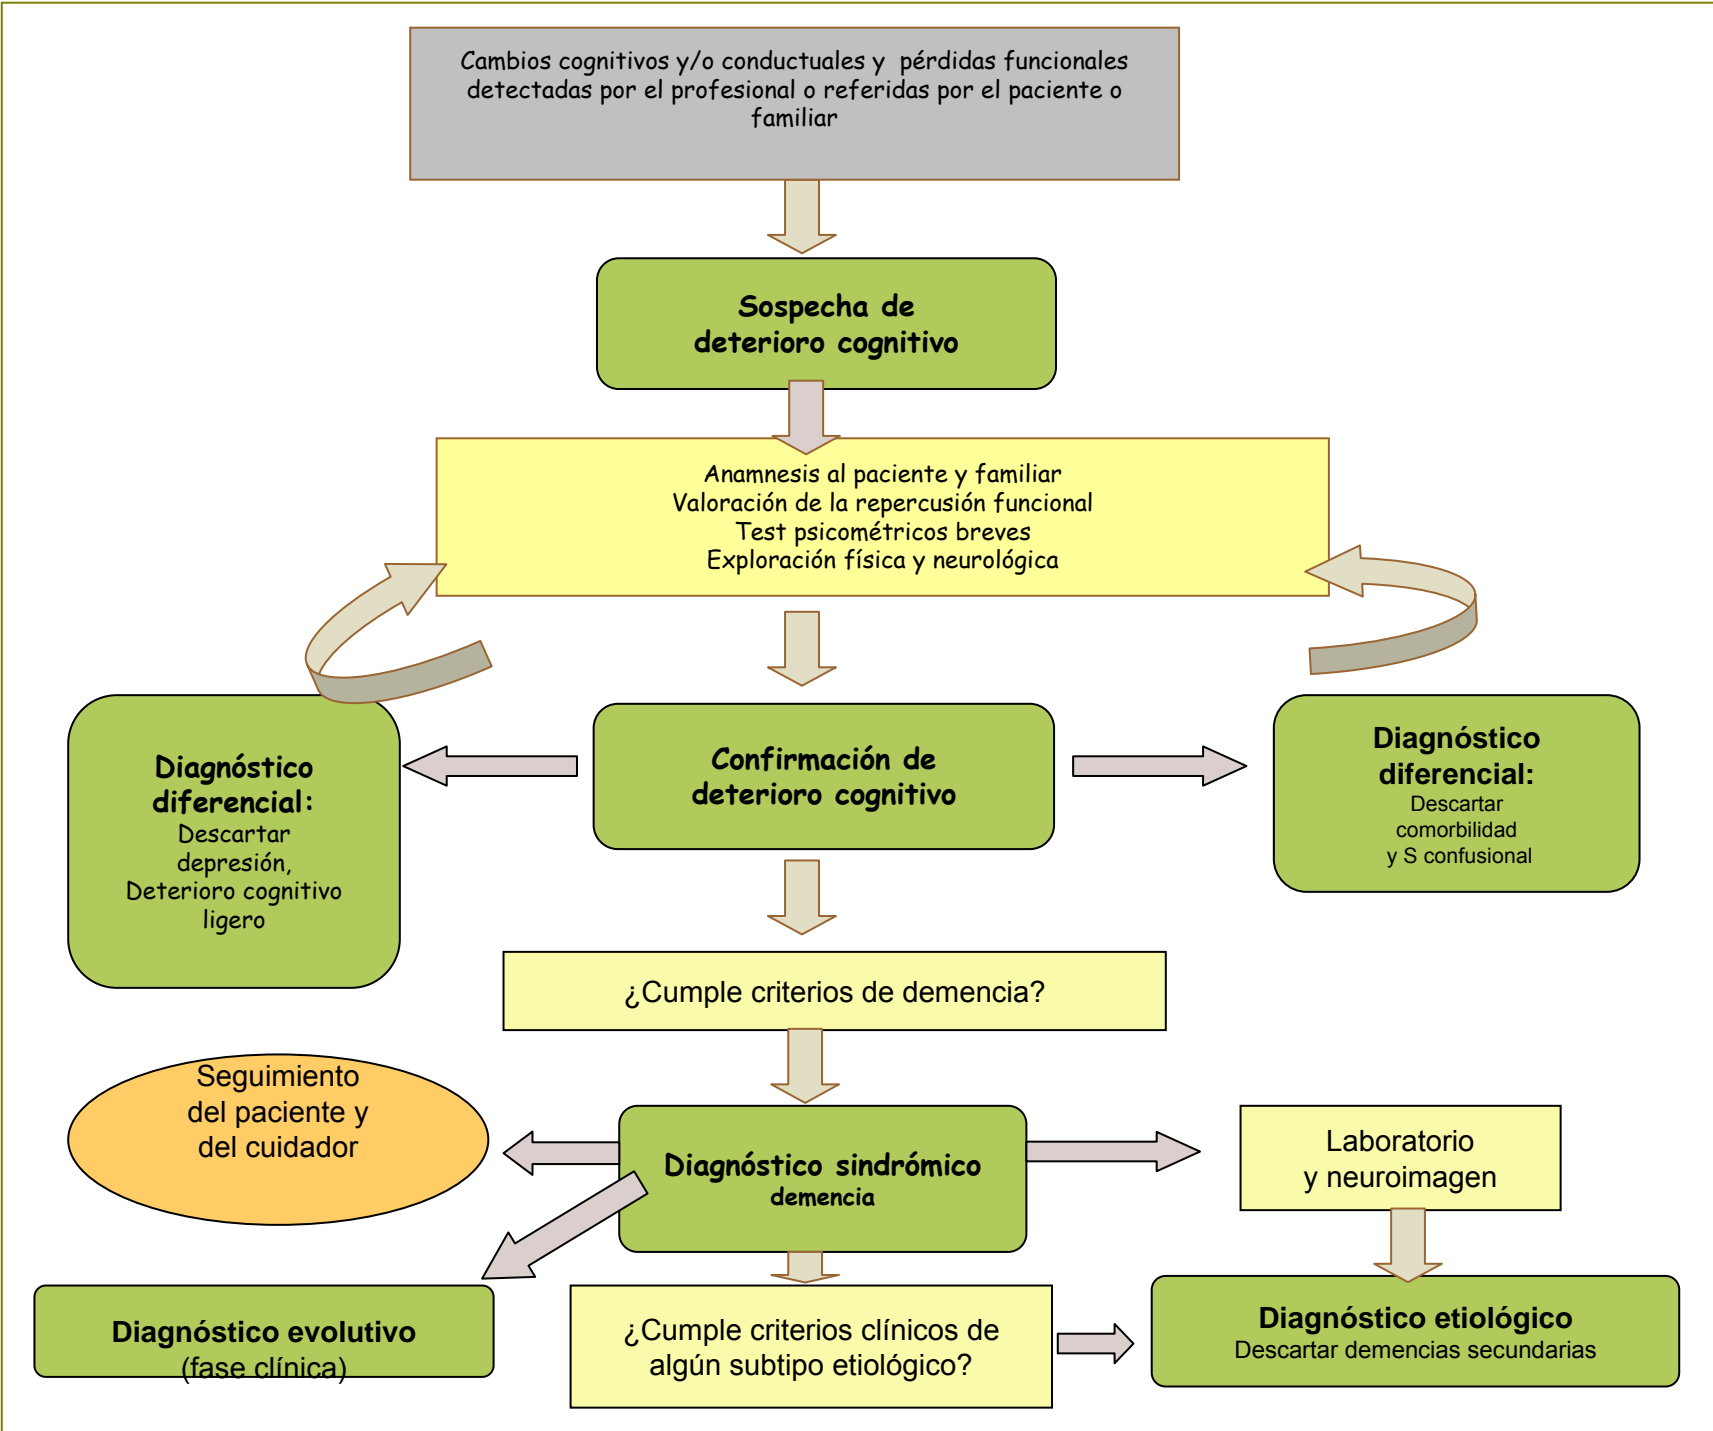 Cambios cognitivos y/o conductuales y pérdidas funcionales
detectadas por el profesional o referidas por el paciente o
familiar
Sospecha de
deterioro cognitivo
Anamnesis al paciente y familiar
Valoración de la repercusión funcional
Test psicométricos breves
Exploración física y neurológica
Diagnóstico
diferencial:
Descartar
depresión,
Deterioro cognitivo
ligero
Confirmación de
deterioro cognitivo
Diagnóstico
diferencial:
Descartar
comorbilidad
y S confusional
¿Cumple criterios de demencia?
Seguimiento
del paciente y
del cuidador
Diagnóstico sindrómico
demencia
Laboratorio
y neuroimagen
Diagnóstico evolutivo
(fase clínica)
¿Cumple criterios clínicos de
algún subtipo etiológico?
Diagnóstico etiológico
Descartar demencias secundarias